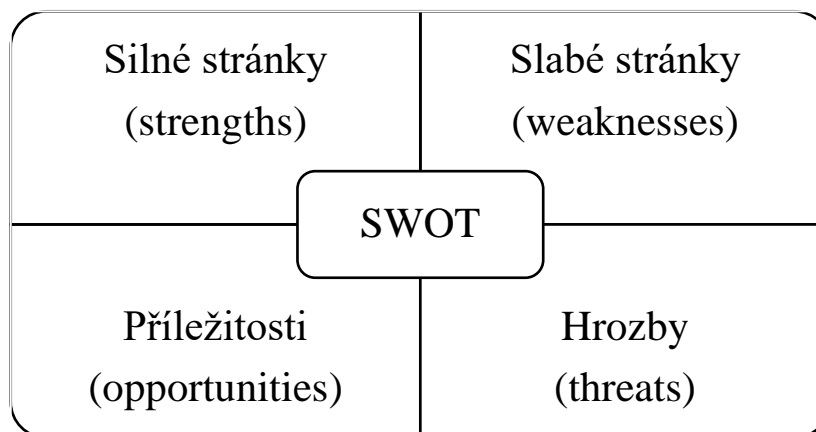 Silné stránky
(strengths)
Slabé stránky
(weaknesses)
SWOT
Příležitosti
(opportunities)
Hrozby
(threats)